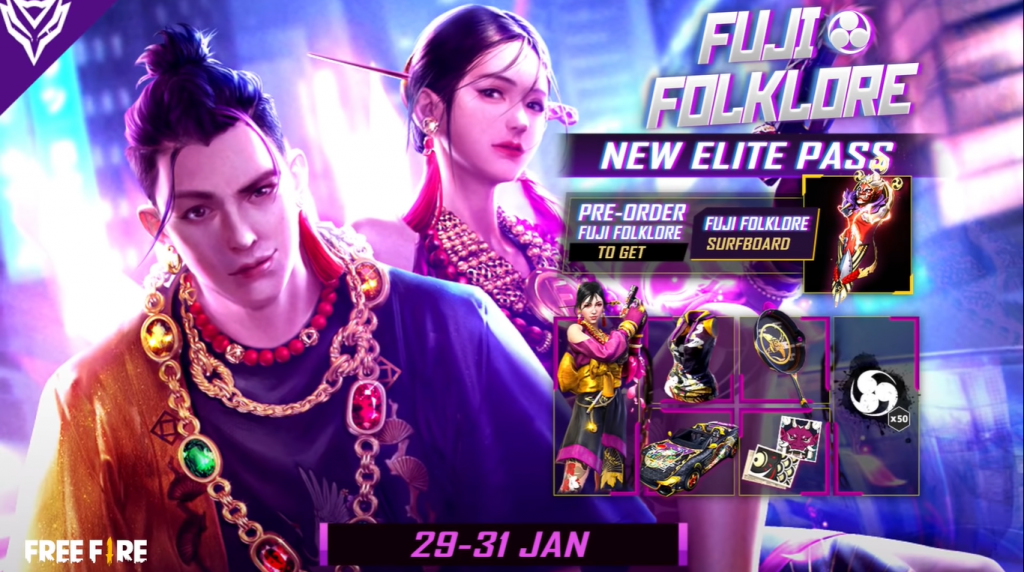 FUJI
FOLKLORE
NEW ELITE PASS
PRE-ORDER
FUJI FOLKLORE
TO GET
FUJI FOLKLORE
SURFBOARD
x50
29-31 JAN
FREE FIRE